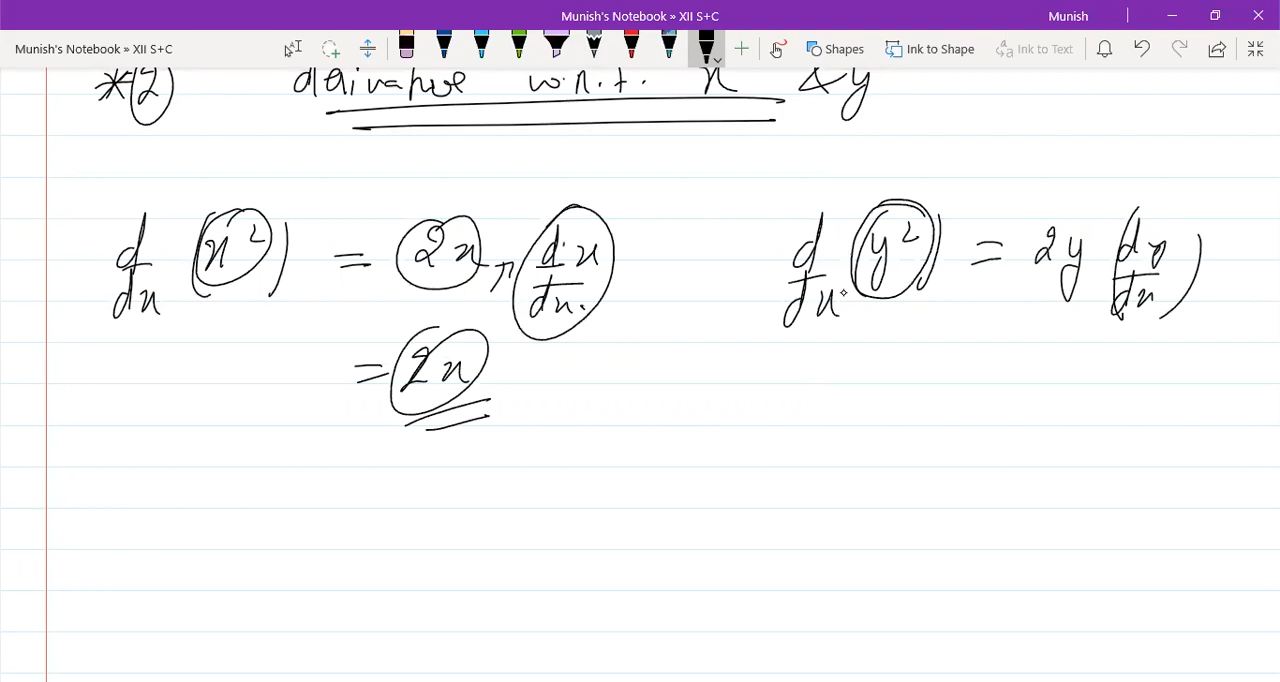 Munish's Notebook » XII S+C
Munish
Munish's Notebook » XII S+C
Shapes
Ink to Shape
Ink to Text
*(2) derivative w.r.t. x & y
d/dx (x²) = 2x × dx/dx
= 2x
d/dx (y²) = 2y (dy/dx)